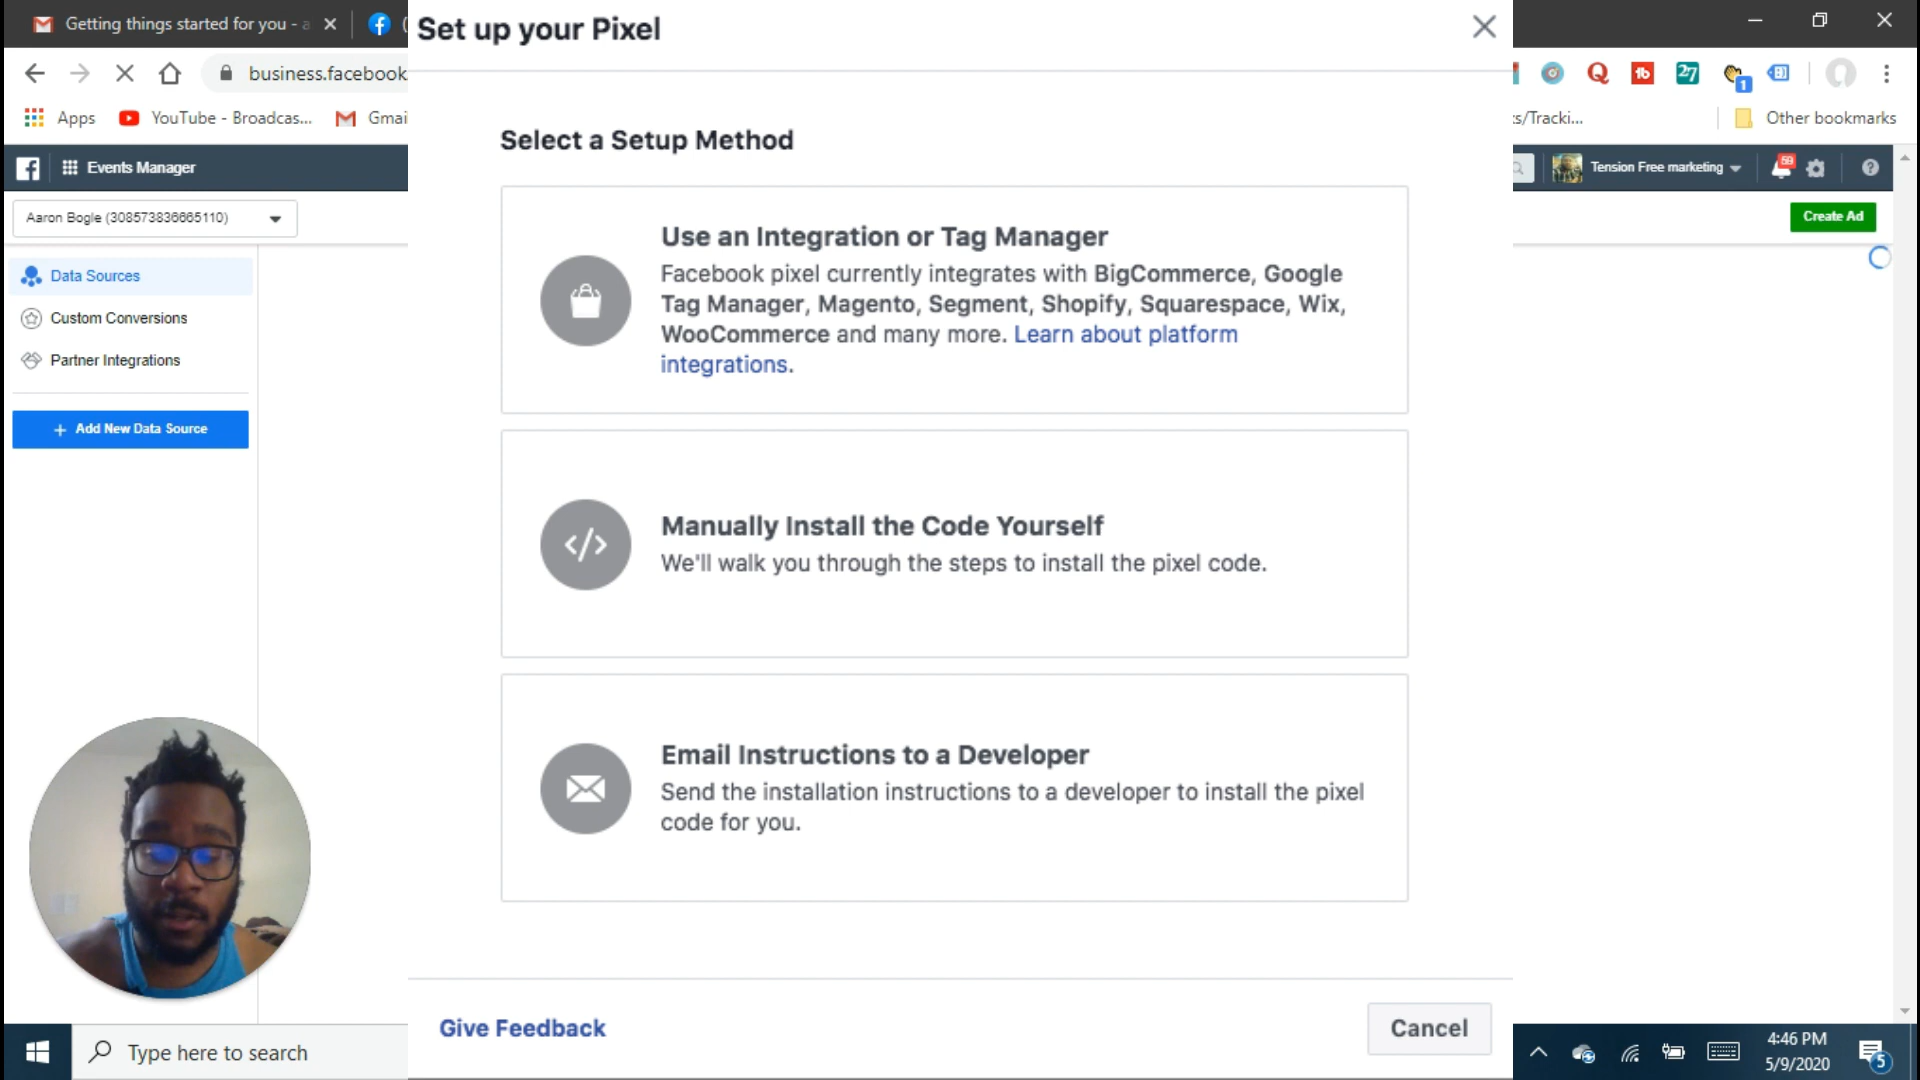 Getting things started for you - a
Set up your Pixel
business.facebook
Apps
YouTube - Broadcas...
Gmai
s/Tracki...
Other bookmarks
Events Manager
Tension Free marketing
59
Aaron Bogle (308573836665110)
Create Ad
Data Sources
Custom Conversions
Partner Integrations
+ Add New Data Source
Select a Setup Method
Use an Integration or Tag Manager
Facebook pixel currently integrates with BigCommerce, Google
Tag Manager, Magento, Segment, Shopify, Squarespace, Wix,
WooCommerce and many more. Learn about platform
integrations.
</>
Manually Install the Code Yourself
We'll walk you through the steps to install the pixel code.
Email Instructions to a Developer
Send the installation instructions to a developer to install the pixel
code for you.
Give Feedback
Cancel
Type here to search
4:46 PM
5/9/2020
5